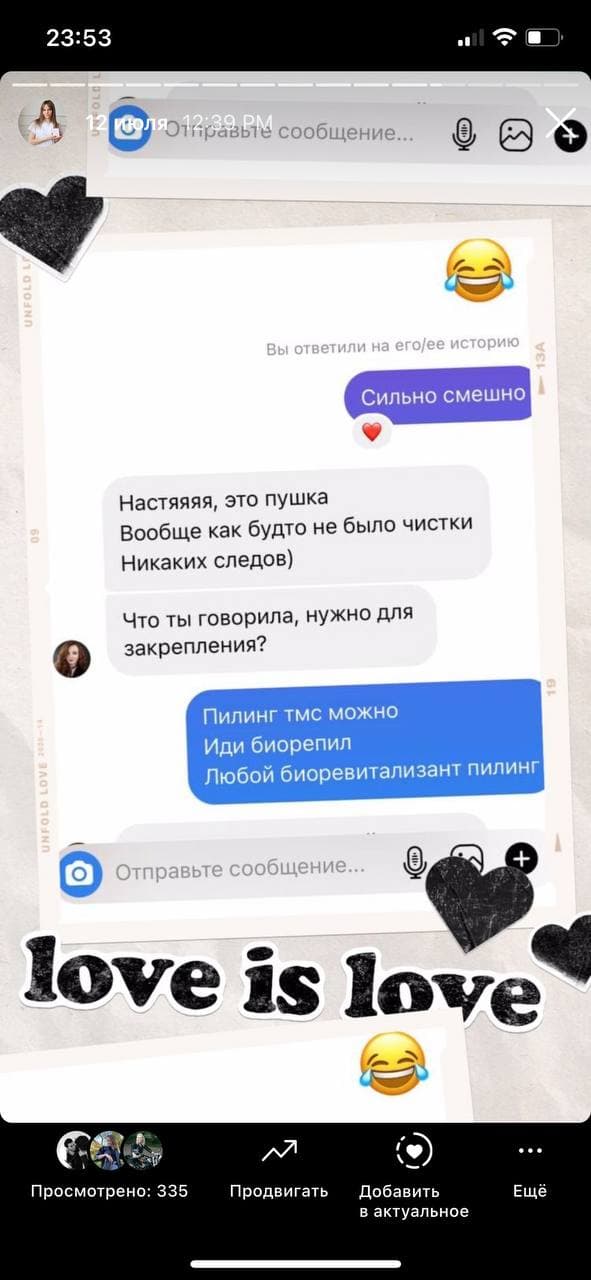 23:53
12 июля 12:39 PM
Отправьте сообщение...
UNFOLD
Вы ответили на его/ее историю
13A
Сильно смешно
Настяяяя, это пушка
Вообще как будто не было чистки
Никаких следов)
09
Что ты говорила, нужно для
закрепления?
19
Пилинг тмс можно
Иди биорепил
Любой биоревитализант пилинг
UNFOLD LOVE
Отправьте сообщение...
love is love
Просмотрено: 335
Продвигать
Добавить
в актуальное
Ещё